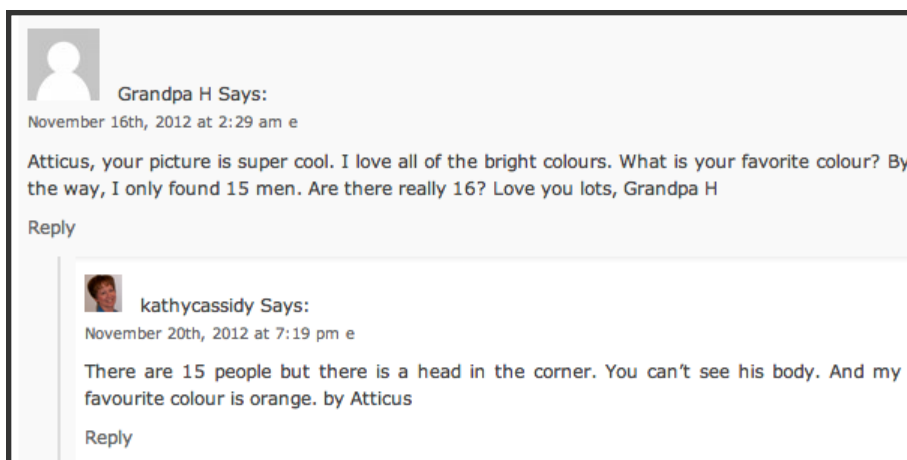 Grandpa H Says:
November 16th, 2012 at 2:29 am e
Atticus, your picture is super cool. I love all of the bright colours. What is your favorite colour? By
the way, I only found 15 men. Are there really 16? Love you lots, Grandpa H
Reply
kathycassidy Says:
November 20th, 2012 at 7:19 pm e
There are 15 people but there is a head in the corner. You can’t see his body. And my
favourite colour is orange. by Atticus
Reply